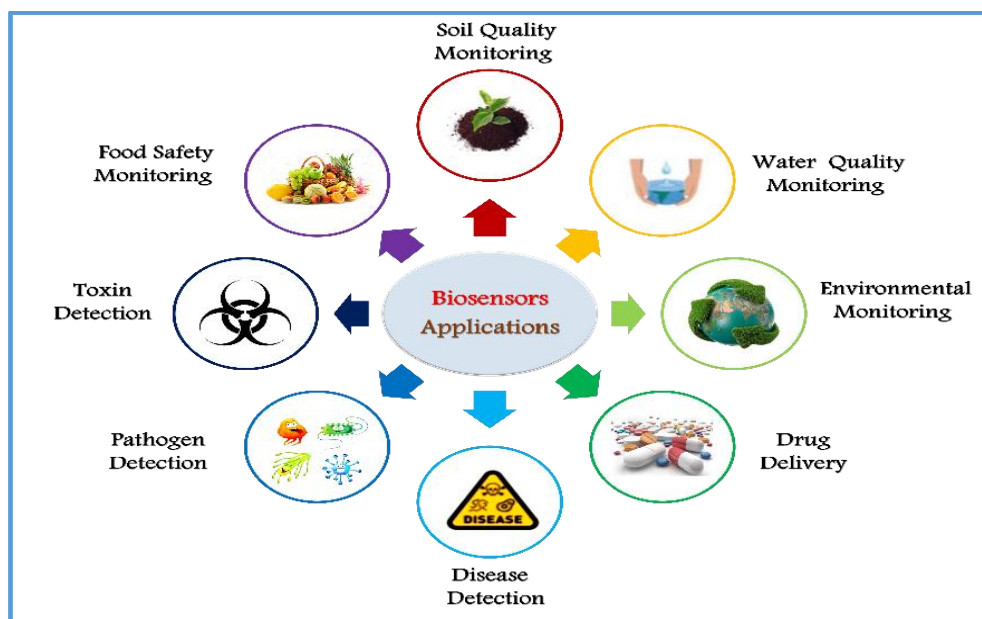 Soil Quality
Monitoring
Food Safety
Monitoring
Water Quality
Monitoring
Toxin
Detection
Biosensors
Applications
Environmental
Monitoring
Pathogen
Detection
Drug
Delivery
DISEASE
Disease
Detection